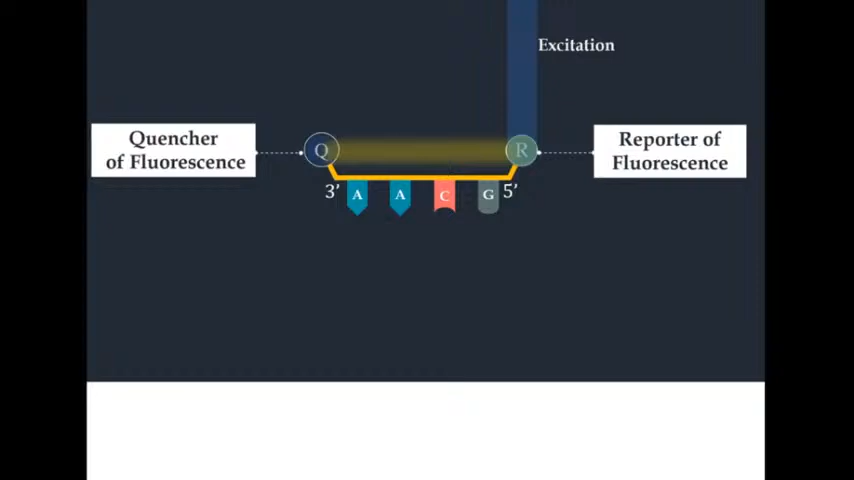 Excitation
Quencher
of Fluorescence
Q
R
Reporter of
Fluorescence
3’ A A C G 5’